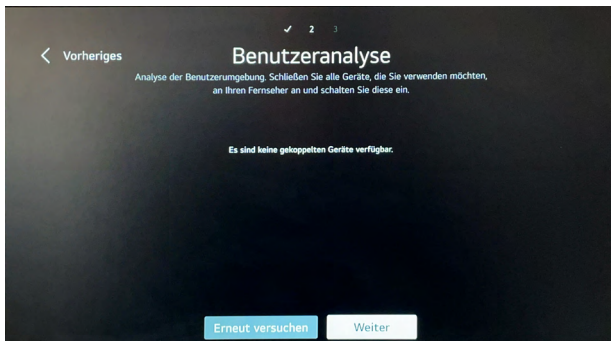 ✓ 2 3
Vorheriges
Benutzeranalyse
Analyse der Benutzerumgebung. Schließen Sie alle Geräte, die Sie verwenden möchten,
an Ihren Fernseher an und schalten Sie diese ein.
Es sind keine gekoppelten Geräte verfügbar.
Erneut versuchen
Weiter